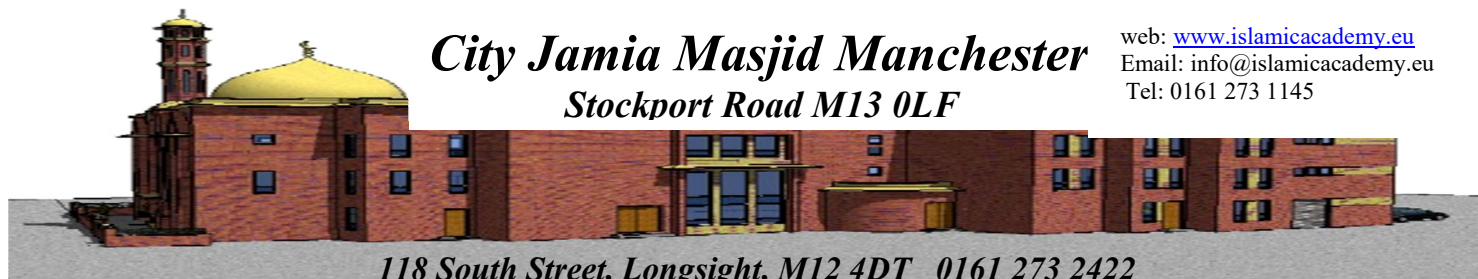 City Jamia Masjid Manchester
Stockport Road M13 0LF
web: www.islamicacademy.eu
Email: info@islamicacademy.eu
Tel: 0161 273 1145
118 South Street, Longsight, M12 4DT 0161 273 2422